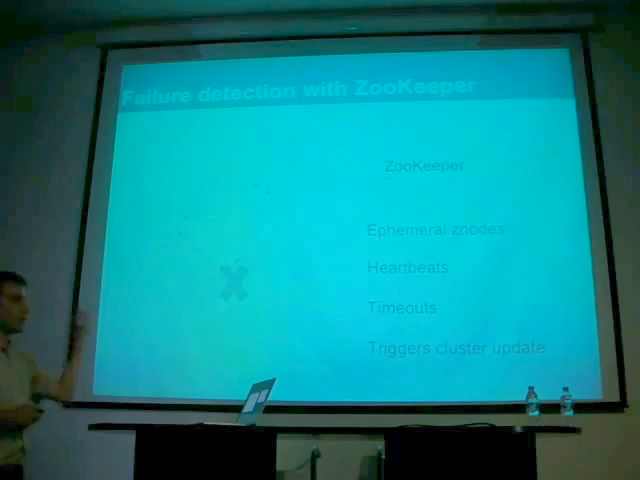 Failure detection with ZooKeeper
ZooKeeper
Ephemeral znodes
Heartbeats
Timeouts
Triggers cluster update